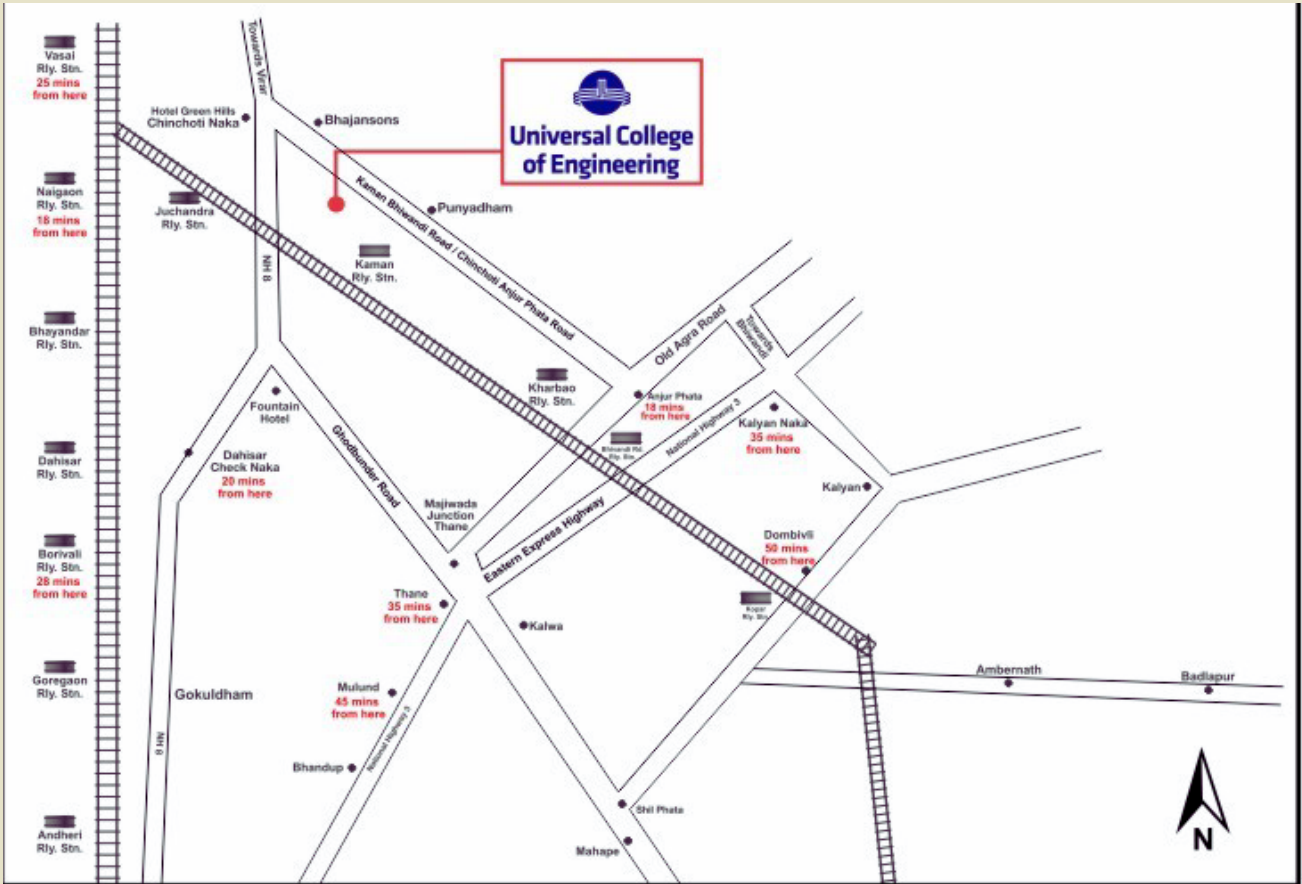 Vasai
Rly. Stn.
25 mins
from here
Towards Virar
Hotel Green Hills
Chinchoti Naka
Bhajansons
Universal College
of Engineering
Naigaon
Rly. Stn.
18 mins
from here
Juchandra
Rly. Stn.
Punyadham
Kaman Bhiwandi Road / Chinchoti Anjur Phata Road
Kaman
Rly. Stn.
NH 8
Bhayandar
Rly. Stn.
Old Agra Road
Towards
Bhiwandi
Kharbao
Rly. Stn.
Anjur Phata
18 mins
from here
Fountain
Hotel
National Highway 3
Kalyan Naka
35 mins
from here
Ghodbunder Road
Bhiwandi Rd.
Rly. Stn.
Dahisar
Rly. Stn.
Dahisar
Check Naka
20 mins
from here
Kalyan
Majiwada
Junction
Thane
Eastern Express Highway
Dombivli
50 mins
from here
Borivali
Rly. Stn.
28 mins
from here
Thane
35 mins
from here
Kopar
Rly. Stn.
Kalwa
Goregaon
Rly. Stn.
Gokuldham
Mulund
45 mins
from here
Ambernath
Badlapur
National Highway 3
NH 8
Bhandup
Shil Phata
Andheri
Rly. Stn.
Mahape
N